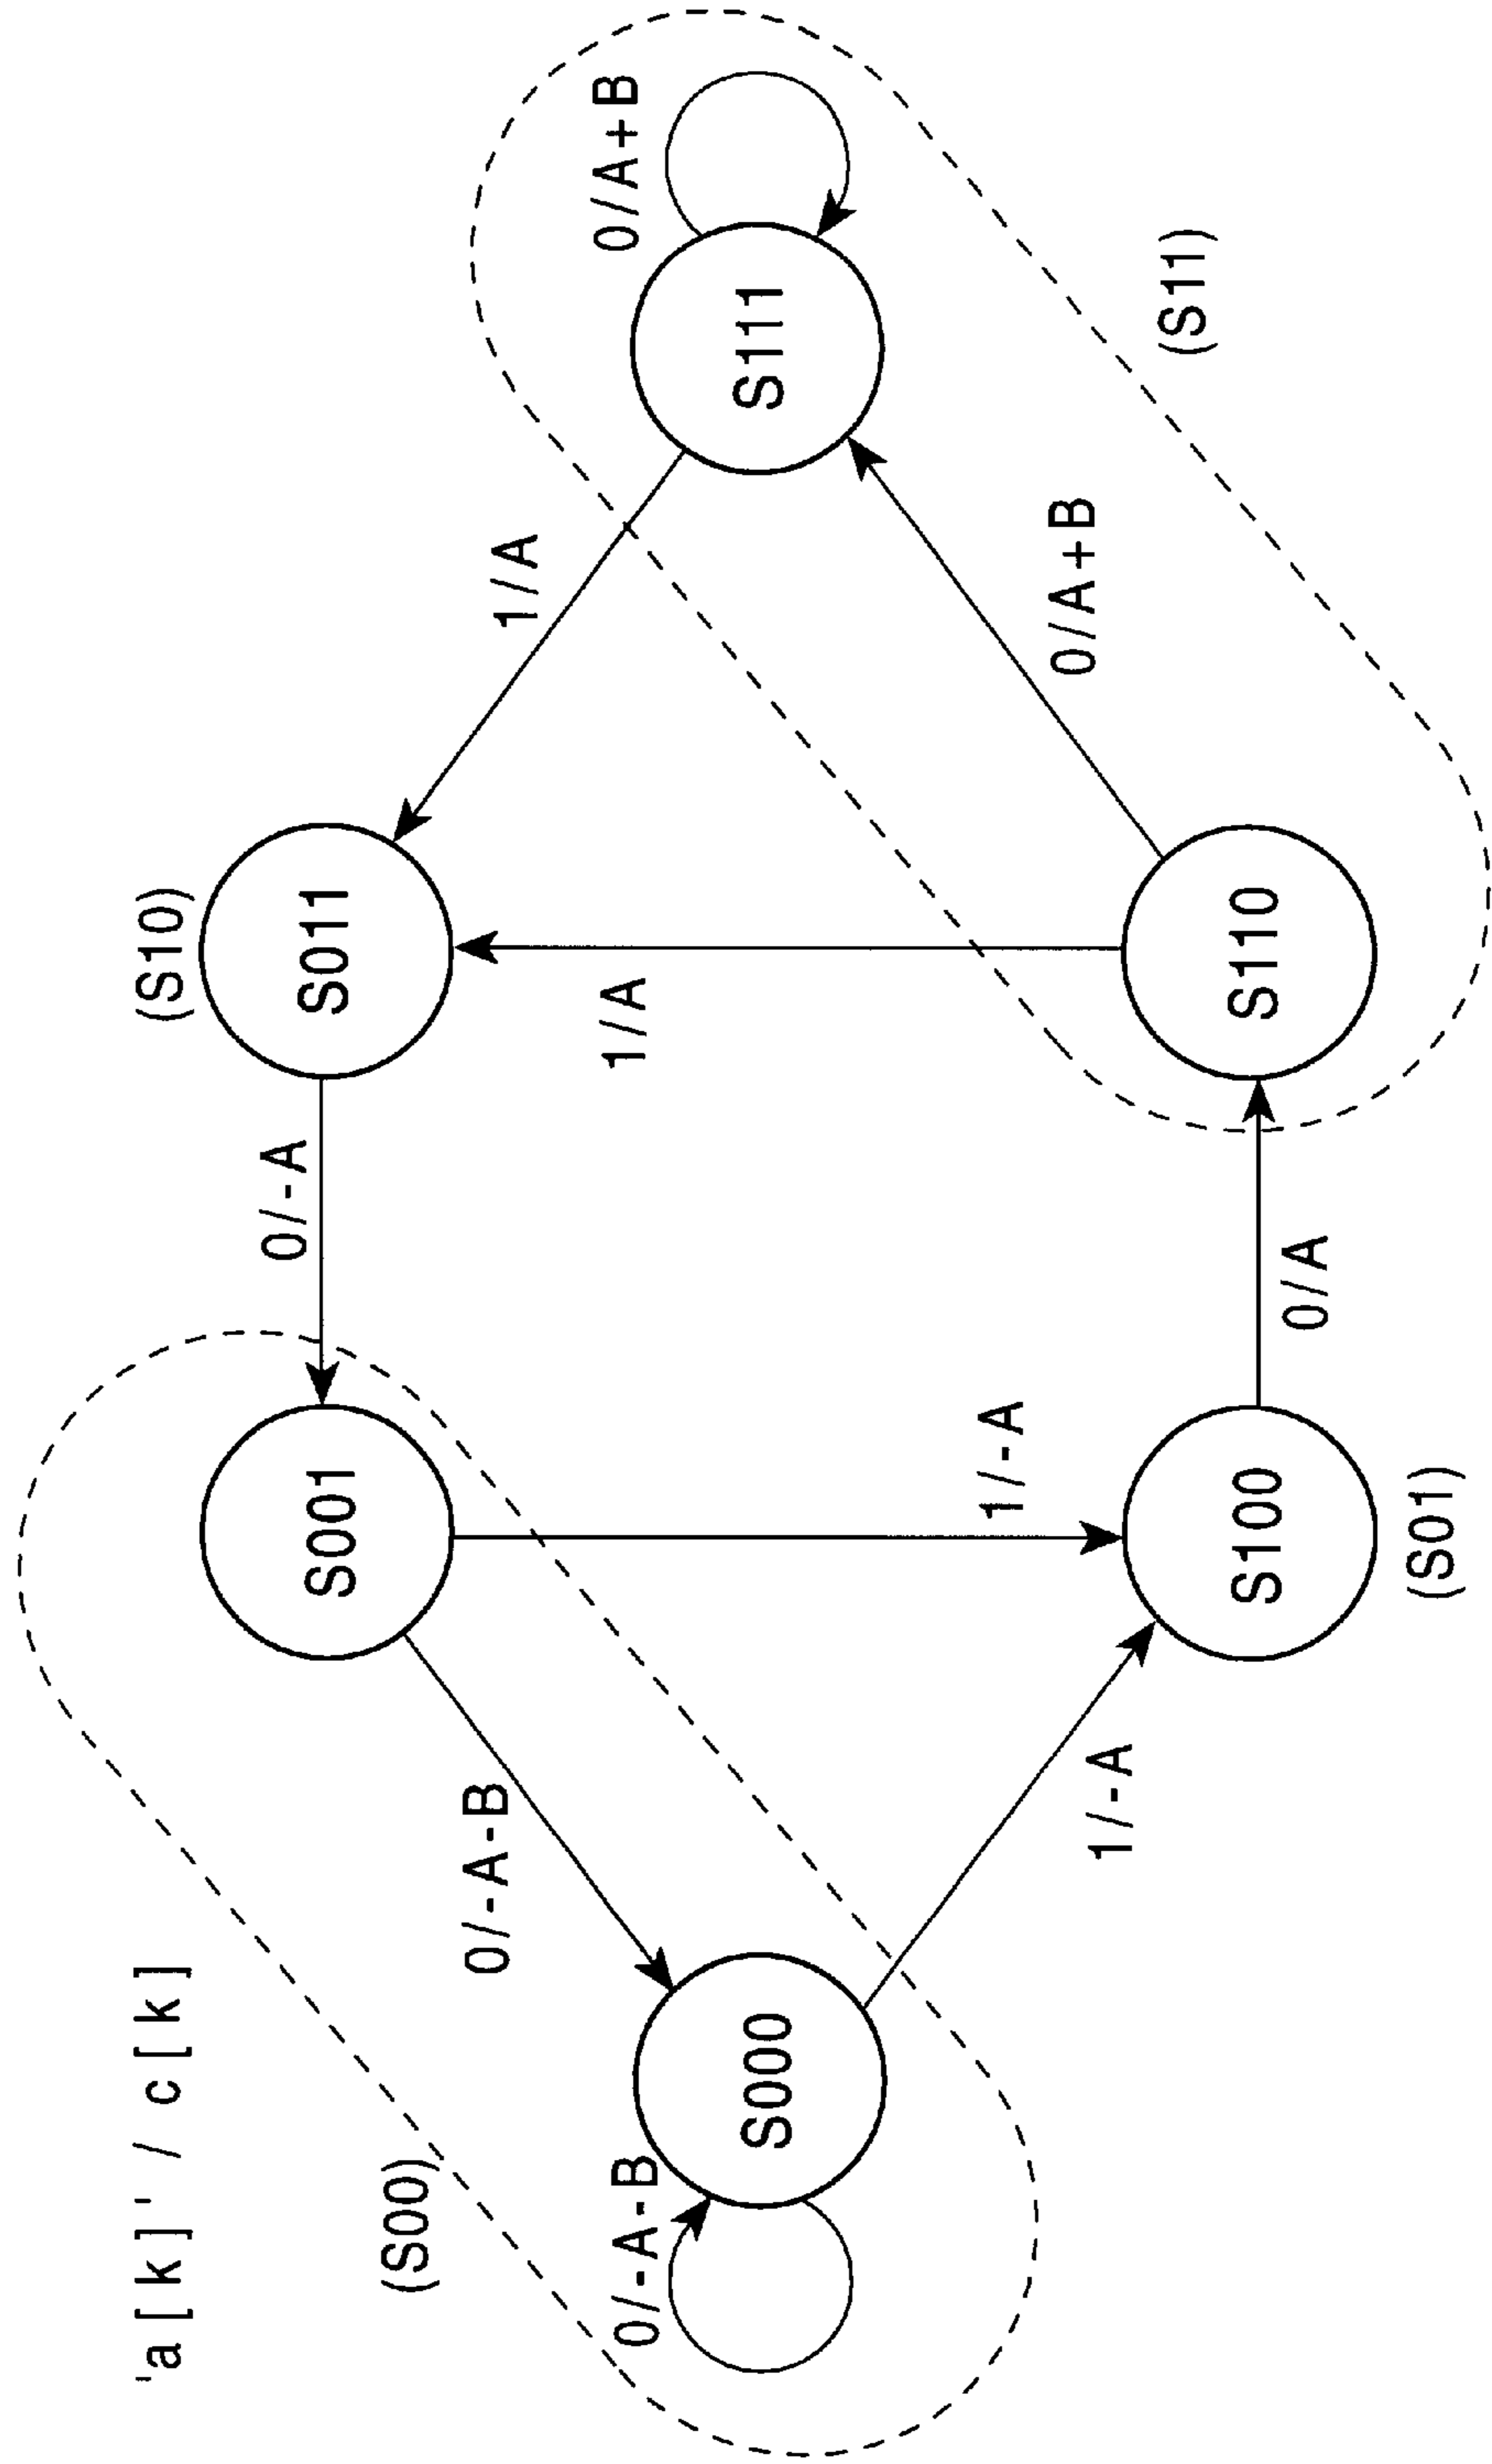 'a[k]'/c[k]
(S10)
0/-A
S001
S011
(S00)
0/-A-B
1/A
0/A+B
1/A
0/-A-B
S000
S111
1/-A
0/A+B
1/-A
(S11)
S100
S110
0/A
(S01)